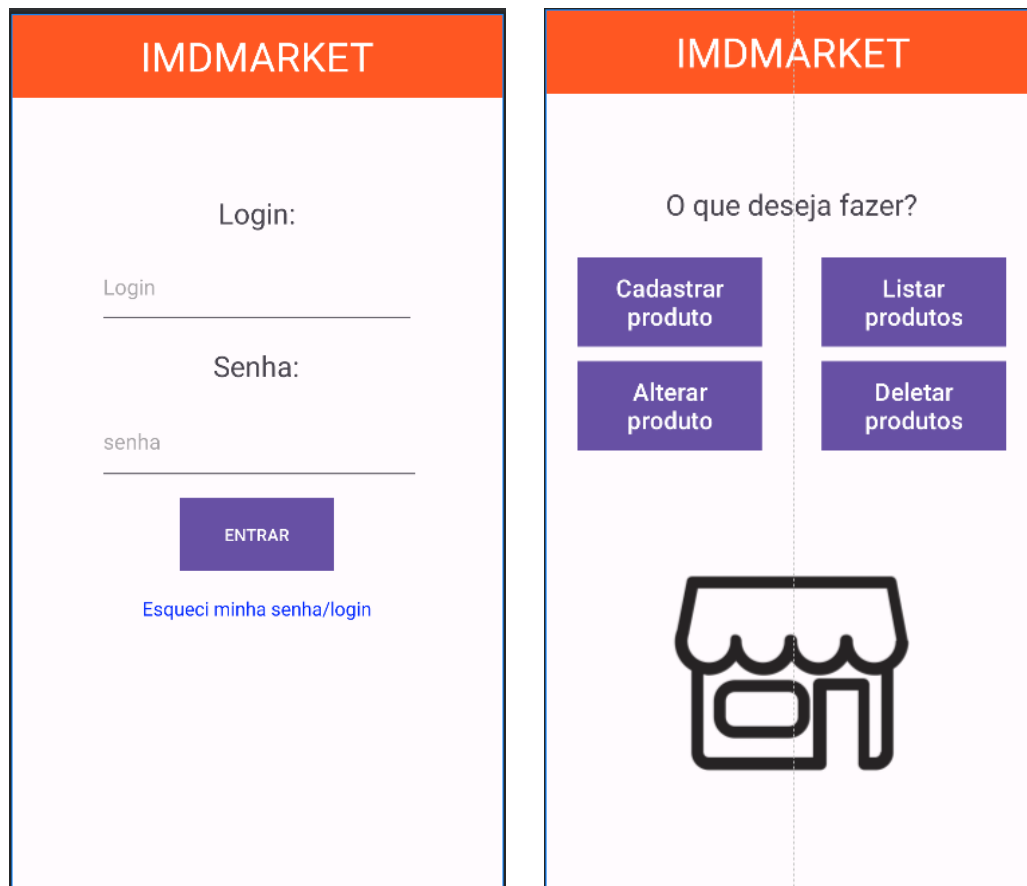 IMDMARKET
Login:
Login
Senha:
senha
ENTRAR
Esqueci minha senha/login
IMDMARKET
O que deseja fazer?
Cadastrar
produto
Listar
produtos
Alterar
produto
Deletar
produtos